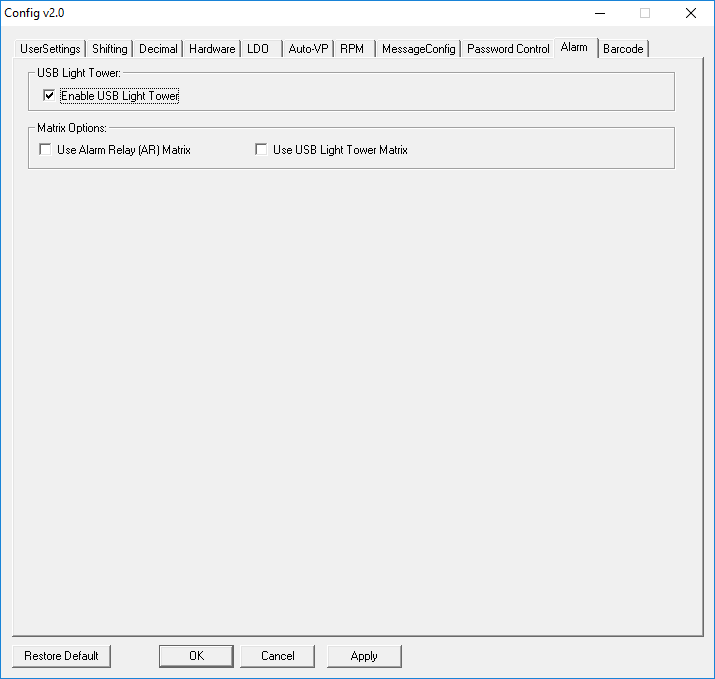 Config v2.0
UserSettings Shifting Decimal Hardware LDO Auto-VP RPM MessageConfig Password Control Alarm Barcode
USB Light Tower:
Enable USB Light Tower
Matrix Options:
Use Alarm Relay (AR) Matrix Use USB Light Tower Matrix
Restore Default OK Cancel Apply